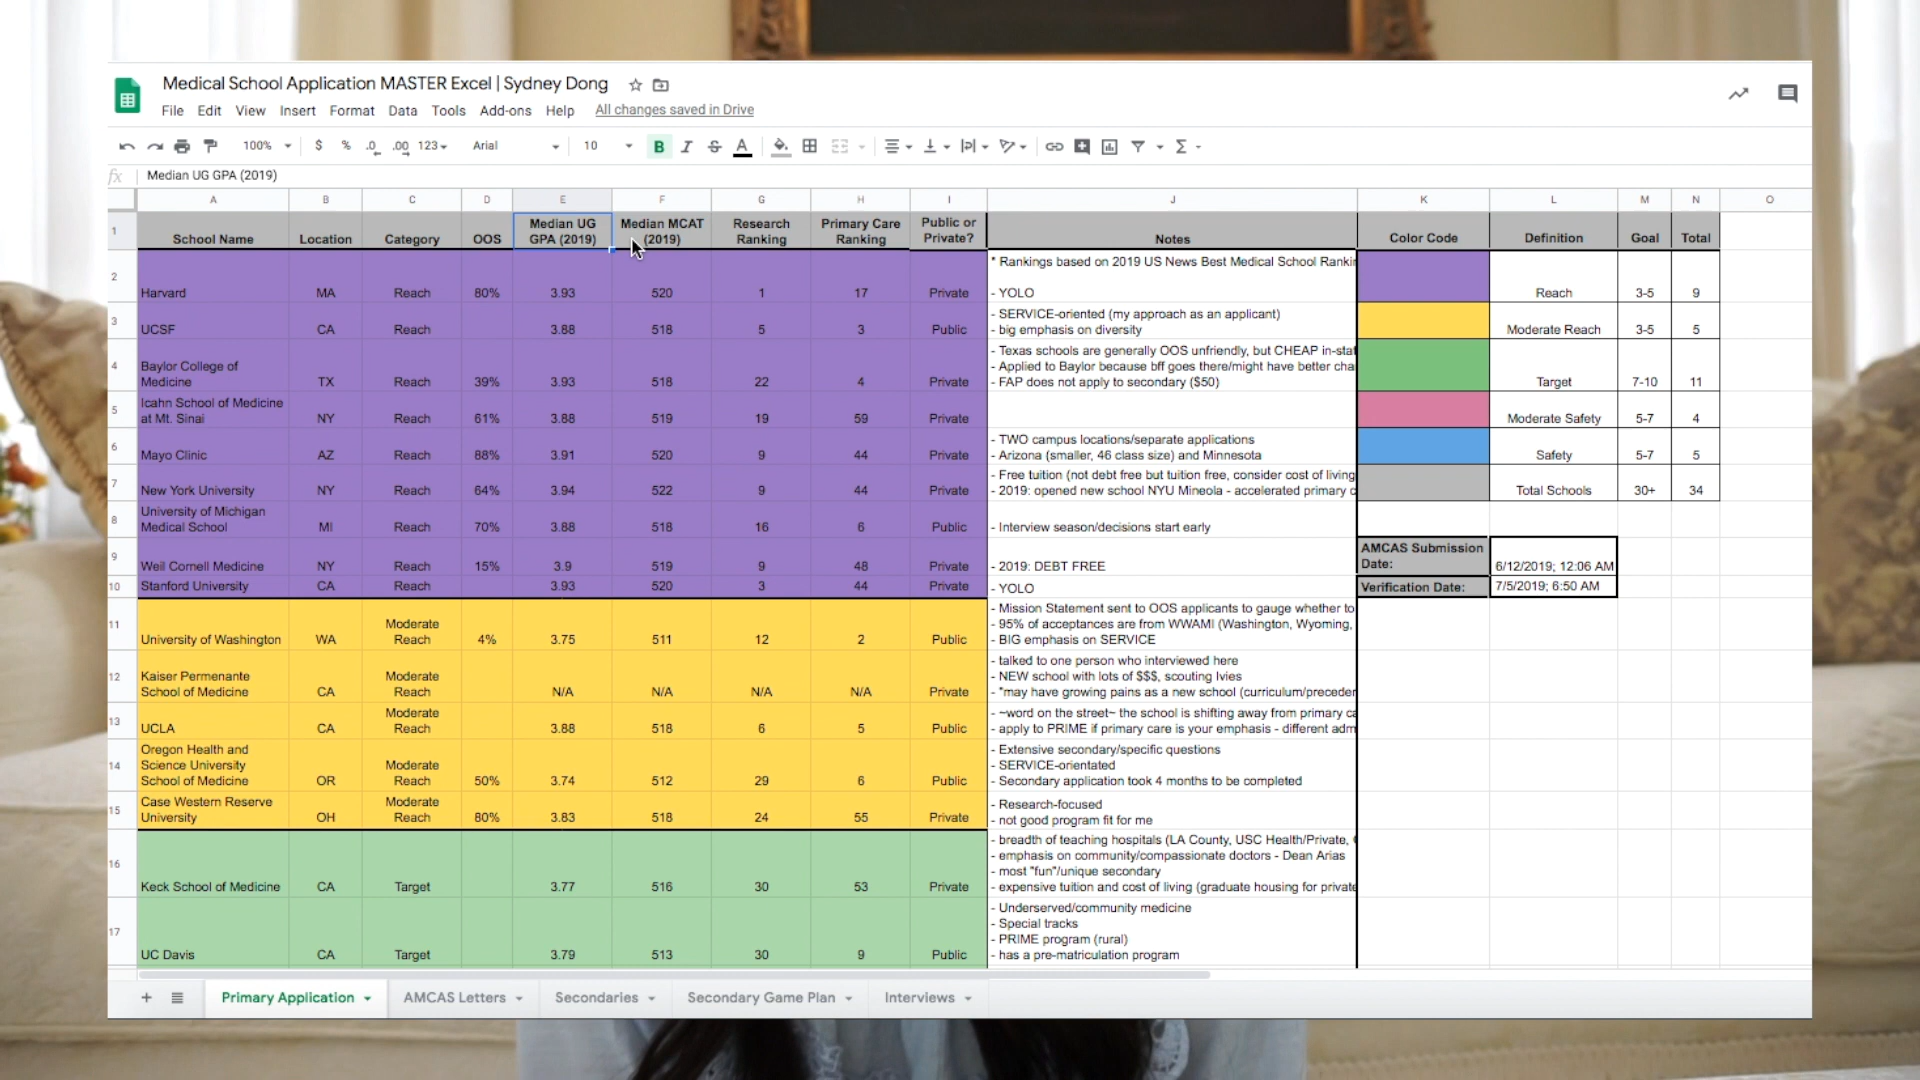 Medical School Application MASTER Excel | Sydney Dong
File Edit View Insert Format Data Tools Add-ons Help All changes saved in Drive
100% $ % .0 .00 123 Arial 10 B I S A
fx Median UG GPA (2019)
A B C D E F G H I J K L M N O
1 School Name Location Category OOS Median UG GPA (2019) Median MCAT (2019) Research Ranking Primary Care Ranking Public or Private? Notes Color Code Definition Goal Total
* Rankings based on 2019 US News Best Medical School Rankin
2 Harvard MA Reach 80% 3.93 520 1 17 Private - YOLO Reach 3-5 9
- SERVICE-oriented (my approach as an applicant)
3 UCSF CA Reach 3.88 518 5 3 Public - big emphasis on diversity Moderate Reach 3-5 5
- Texas schools are generally OOS unfriendly, but CHEAP in-stat
- Applied to Baylor because bff goes there/might have better cha
4 Baylor College of Medicine TX Reach 39% 3.93 518 22 4 Private - FAP does not apply to secondary ($50) Target 7-10 11
5 Icahn School of Medicine at Mt. Sinai NY Reach 61% 3.88 519 19 59 Private Moderate Safety 5-7 4
- TWO campus locations/separate applications
6 Mayo Clinic AZ Reach 88% 3.91 520 9 44 Private - Arizona (smaller, 46 class size) and Minnesota Safety 5-7 5
- Free tuition (not debt free but tuition free, consider cost of living
7 New York University NY Reach 64% 3.94 522 9 44 Private - 2019: opened new school NYU Mineola - accelerated primary c Total Schools 30+ 34
8 University of Michigan Medical School MI Reach 70% 3.88 518 16 6 Public - Interview season/decisions start early
9 Weil Cornell Medicine NY Reach 15% 3.9 519 9 48 Private - 2019: DEBT FREE AMCAS Submission Date: 6/12/2019; 12:06 AM
10 Stanford University CA Reach 3.93 520 3 44 Private - YOLO Verification Date: 7/5/2019; 6:50 AM
- Mission Statement sent to OOS applicants to gauge whether to
- 95% of acceptances are from WWAMI (Washington, Wyoming,
11 University of Washington WA Moderate Reach 4% 3.75 511 12 2 Public - BIG emphasis on SERVICE
- talked to one person who interviewed here
- NEW school with lots of $$$, scouting Ivies
12 Kaiser Permenante School of Medicine CA Moderate Reach N/A N/A N/A N/A Private - "may have growing pains as a new school (curriculum/preceder
- ~word on the street~ the school is shifting away from primary ca
13 UCLA CA Moderate Reach 3.88 518 6 5 Public - apply to PRIME if primary care is your emphasis - different adm
- Extensive secondary/specific questions
- SERVICE-orientated
14 Oregon Health and Science University School of Medicine OR Moderate Reach 50% 3.74 512 29 6 Public - Secondary application took 4 months to be completed
- Research-focused
15 Case Western Reserve University OH Moderate Reach 80% 3.83 518 24 55 Private - not good program fit for me
- breadth of teaching hospitals (LA County, USC Health/Private,
- emphasis on community/compassionate doctors - Dean Arias
- most "fun"/unique secondary
16 Keck School of Medicine CA Target 3.77 516 30 53 Private - expensive tuition and cost of living (graduate housing for private
- Underserved/community medicine
- Special tracks
- PRIME program (rural)
17 UC Davis CA Target 3.79 513 30 9 Public - has a pre-matriculation program
Primary Application AMCAS Letters Secondaries Secondary Game Plan Interviews